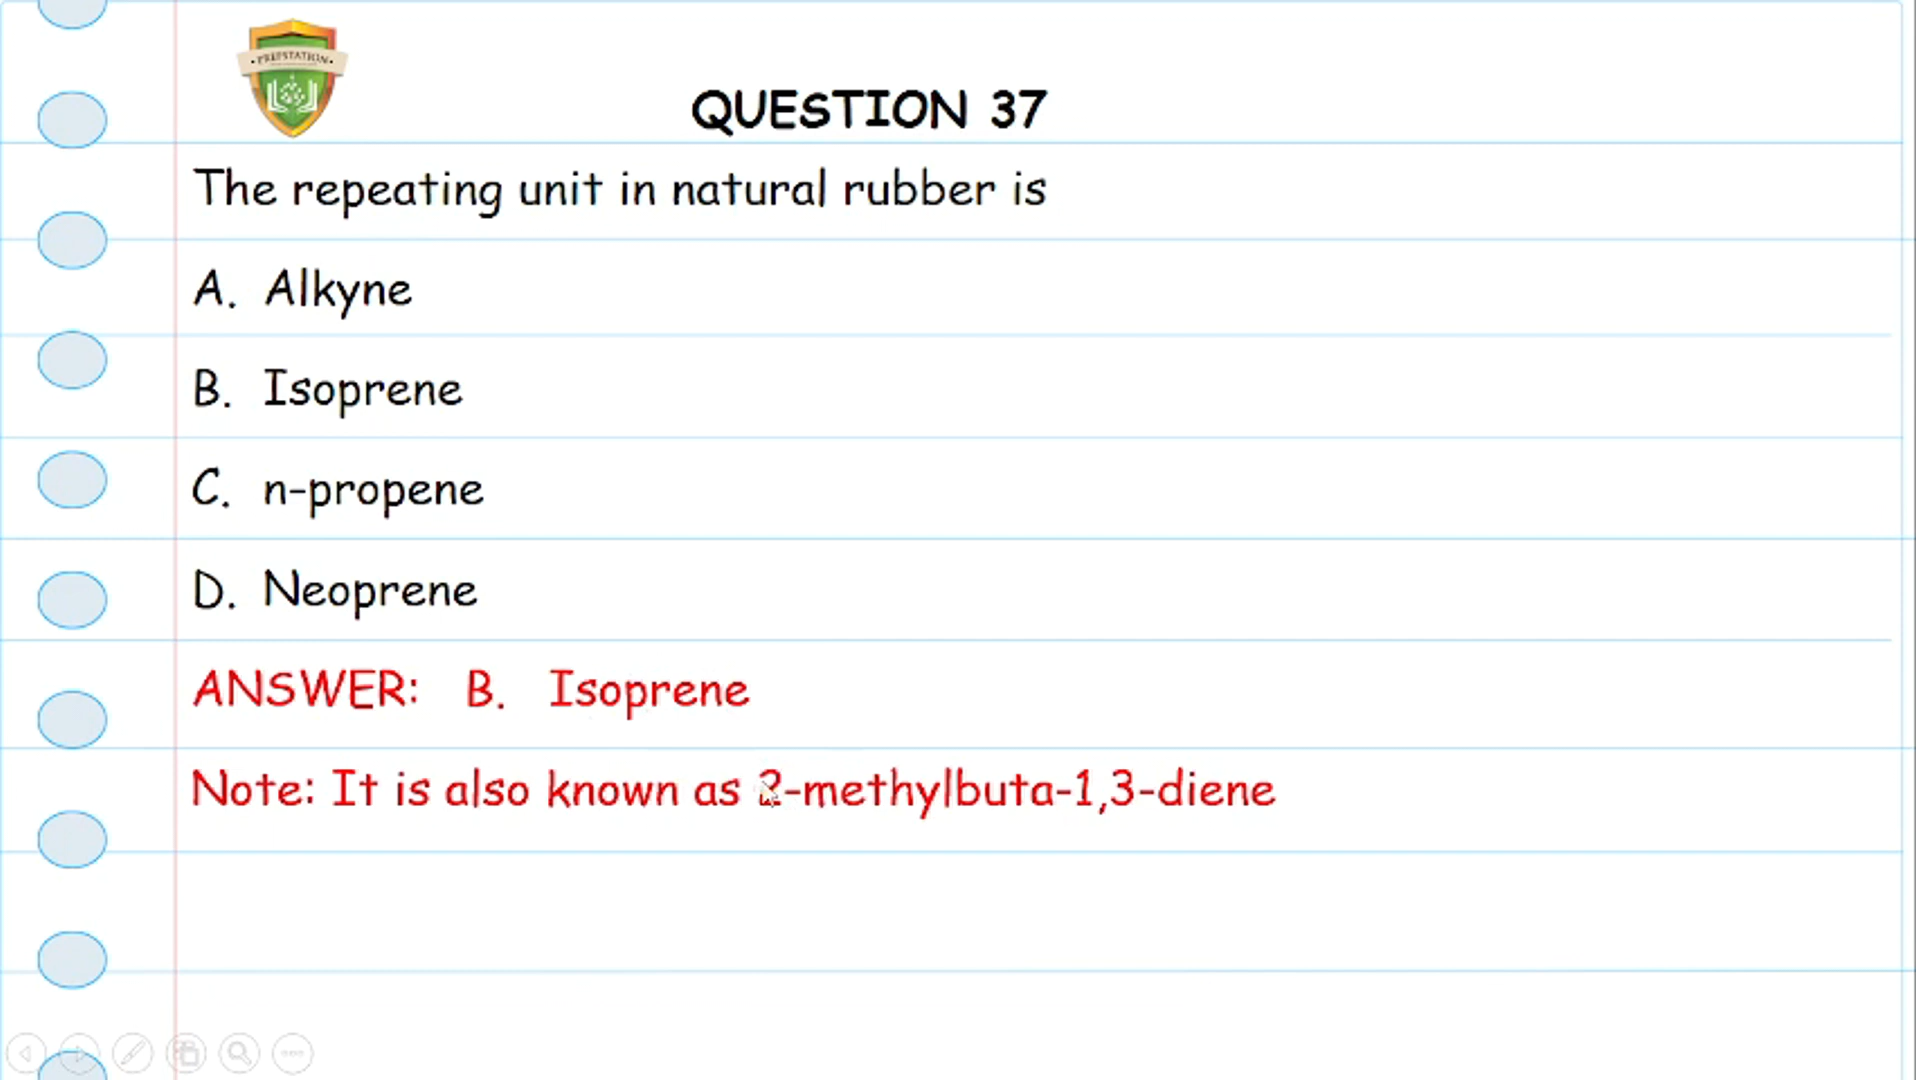 • PREPSTATION •
QUESTION 37
The repeating unit in natural rubber is
A. Alkyne
B. Isoprene
C. n-propene
D. Neoprene
ANSWER: B. Isoprene
Note: It is also known as 2-methylbuta-1,3-diene